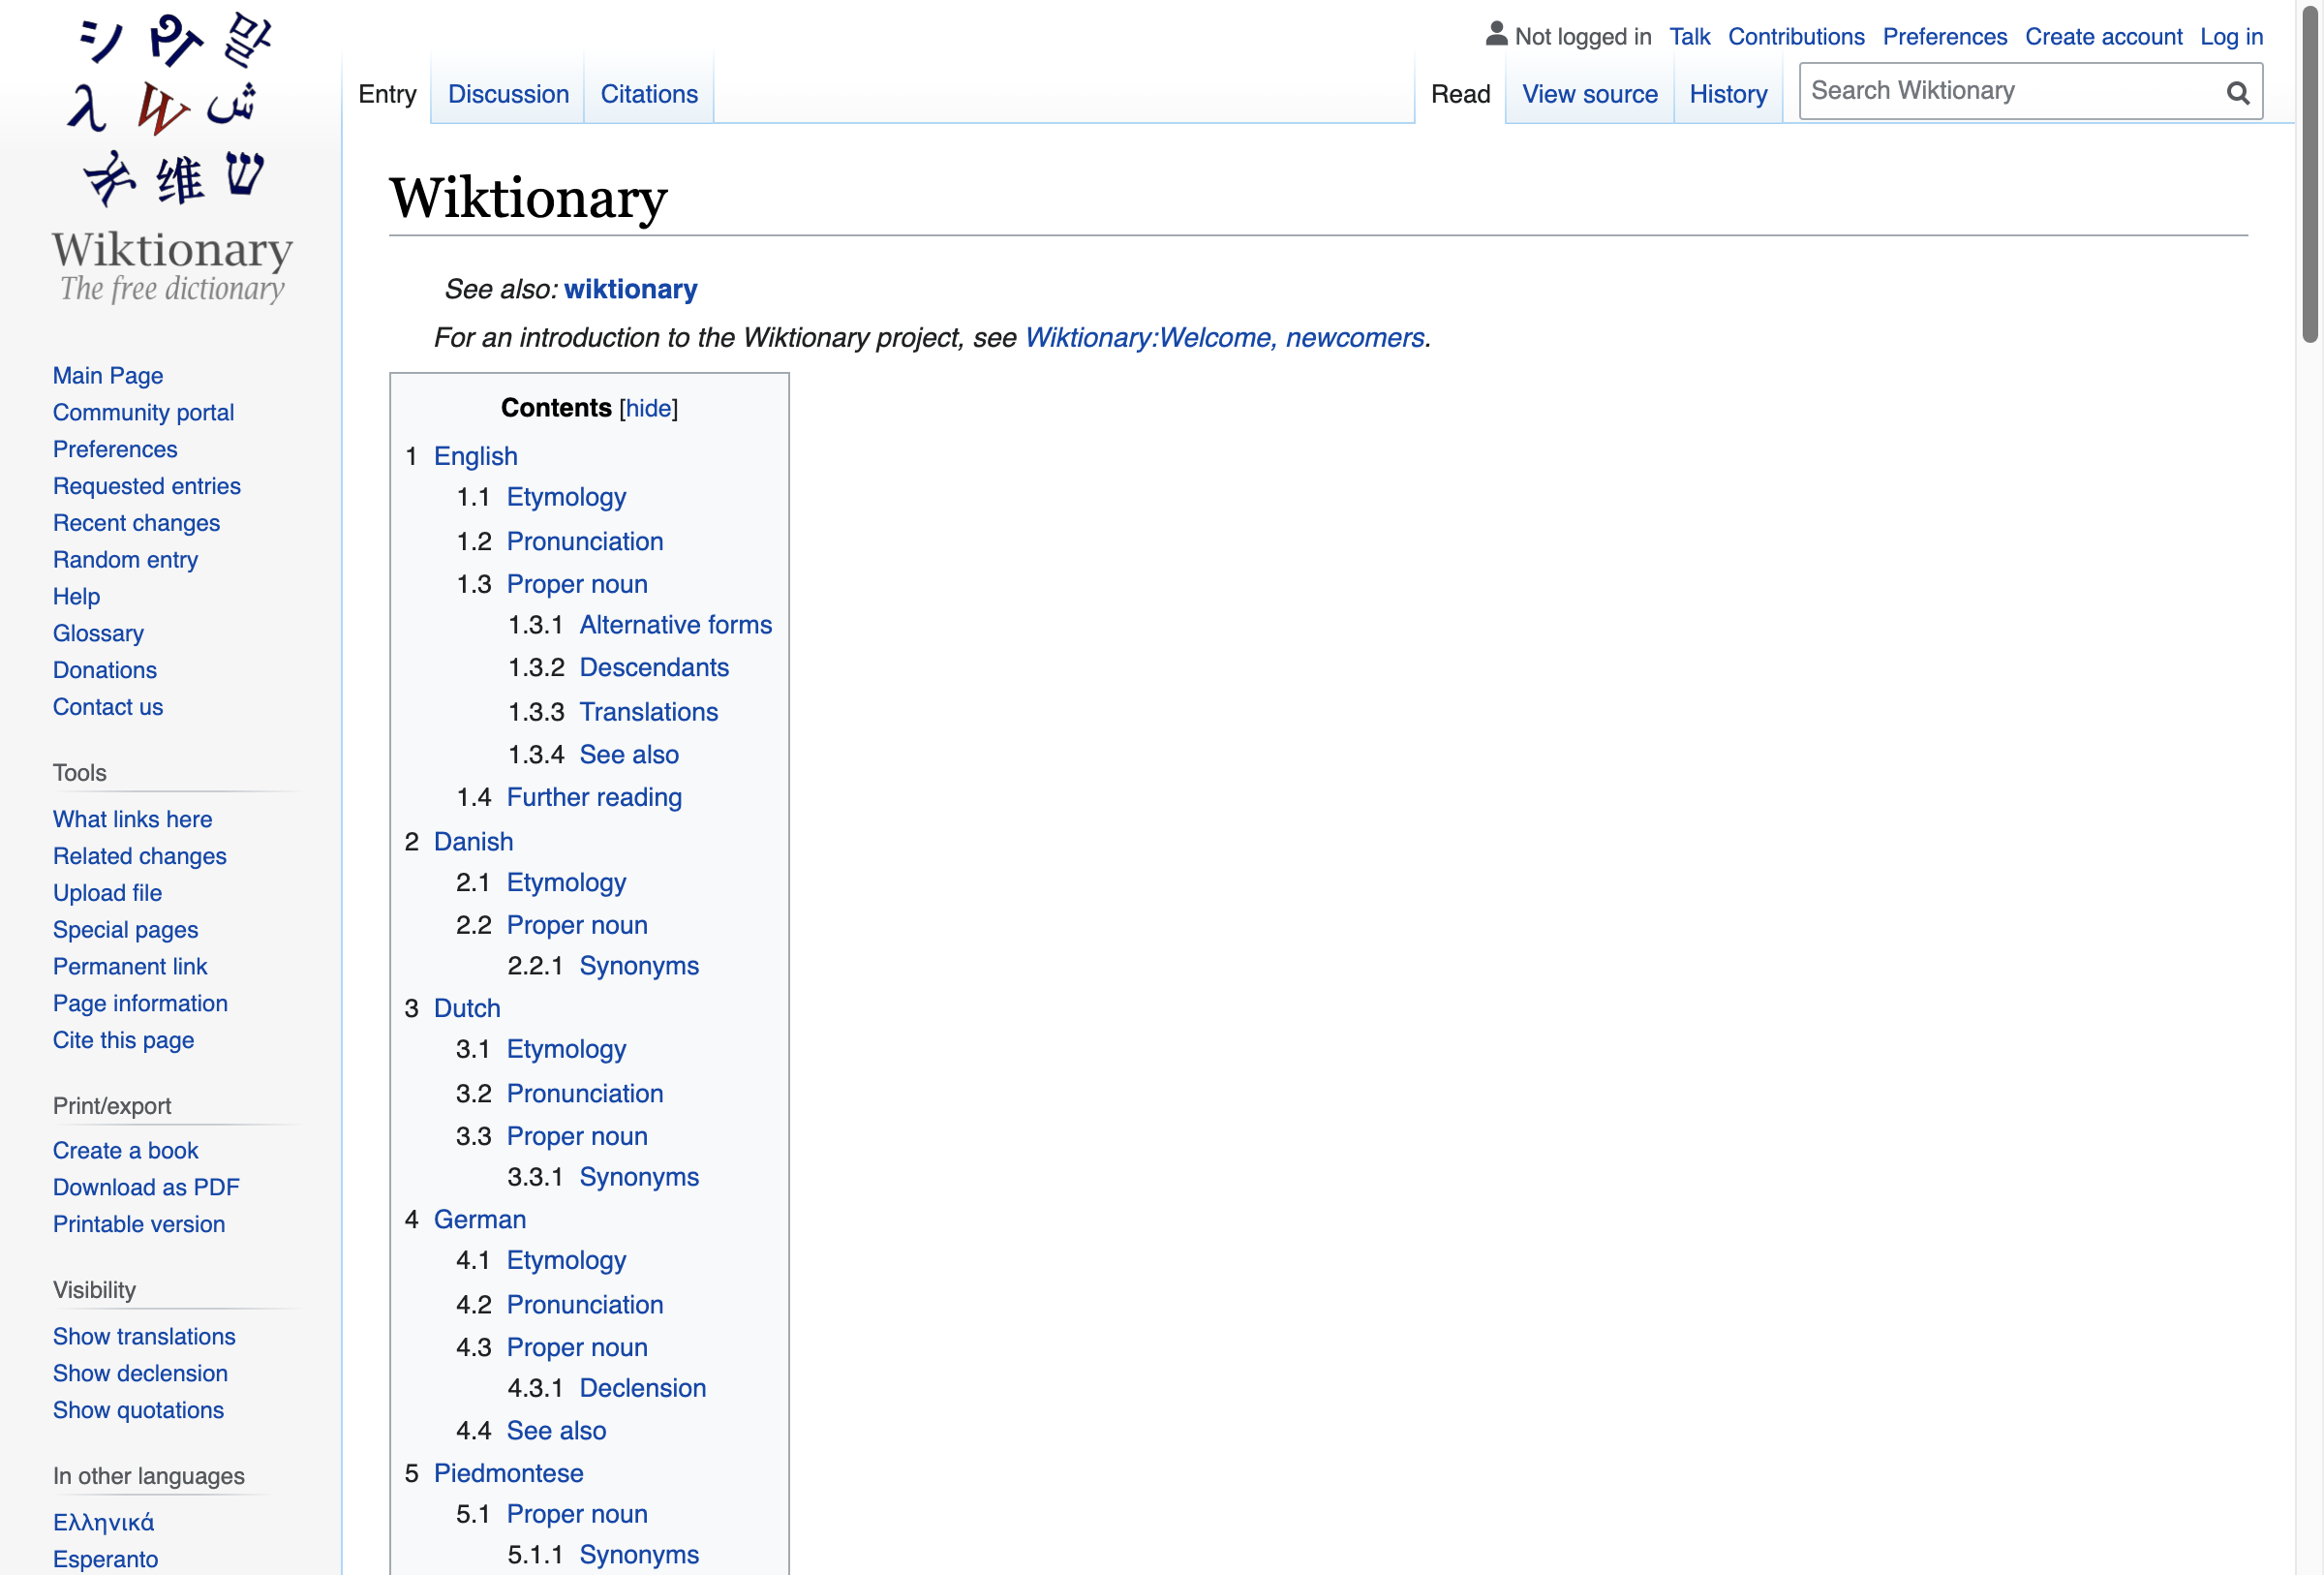 シ
λ W ش
维 ש
Wiktionary
The free dictionary
Main Page
Community portal
Preferences
Requested entries
Recent changes
Random entry
Help
Glossary
Donations
Contact us
Tools
What links here
Related changes
Upload file
Special pages
Permanent link
Page information
Cite this page
Print/export
Create a book
Download as PDF
Printable version
Visibility
Show translations
Show declension
Show quotations
In other languages
Ελληνικά
Esperanto
Not logged in Talk Contributions Preferences Create account Log in
Entry Discussion Citations Read View source History Search Wiktionary
Wiktionary
See also: wiktionary
For an introduction to the Wiktionary project, see Wiktionary:Welcome, newcomers.
Contents [hide]
1 English
1.1 Etymology
1.2 Pronunciation
1.3 Proper noun
1.3.1 Alternative forms
1.3.2 Descendants
1.3.3 Translations
1.3.4 See also
1.4 Further reading
2 Danish
2.1 Etymology
2.2 Proper noun
2.2.1 Synonyms
3 Dutch
3.1 Etymology
3.2 Pronunciation
3.3 Proper noun
3.3.1 Synonyms
4 German
4.1 Etymology
4.2 Pronunciation
4.3 Proper noun
4.3.1 Declension
4.4 See also
5 Piedmontese
5.1 Proper noun
5.1.1 Synonyms